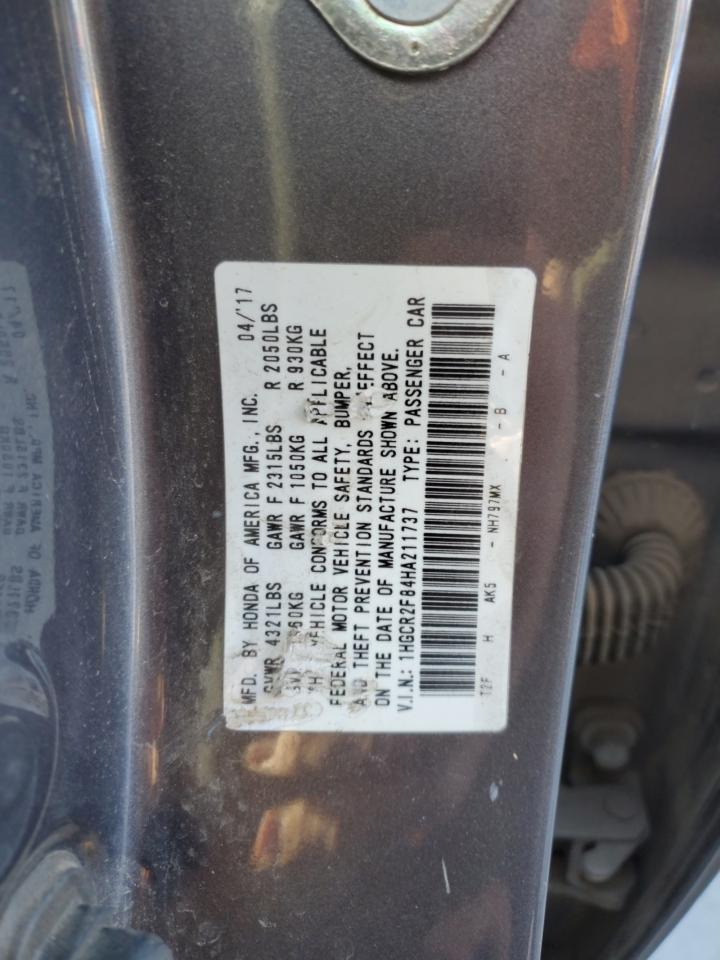 MFD. BY HONDA OF AMERICA MFG., INC. 04/'17
GVWR 4321LBS GAWR F 2315LBS R 2050LBS
GAWR F 1050KG R 930KG
VEHICLE CONFORMS TO ALL APPLICABLE
FEDERAL MOTOR VEHICLE SAFETY, BUMPER,
AND THEFT PREVENTION STANDARDS EFFECT
ON THE DATE OF MANUFACTURE SHOWN ABOVE.
V.I.N.: 1HGCR2F84HA211737 TYPE: PASSENGER CAR
T2F H AK5 - NH797MX - B - A